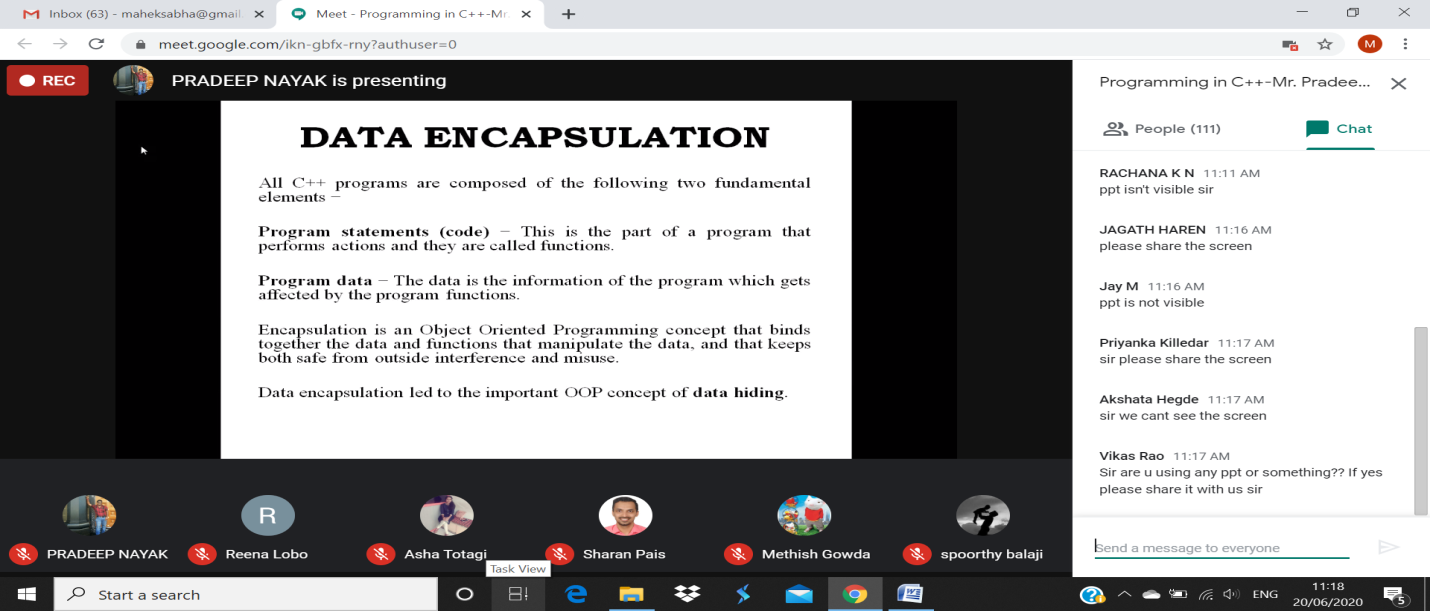 Inbox (63) - maheksabha@gmail.
Meet - Programming in C++-Mr.
meet.google.com/ikn-gbfx-rny?authuser=0
M
REC
PRADEEP NAYAK is presenting
DATA ENCAPSULATION
All C++ programs are composed of the following two fundamental
elements −
Program statements (code) − This is the part of a program that
performs actions and they are called functions.
Program data − The data is the information of the program which gets
affected by the program functions.
Encapsulation is an Object Oriented Programming concept that binds
together the data and functions that manipulate the data, and that keeps
both safe from outside interference and misuse.
Data encapsulation led to the important OOP concept of data hiding.
Programming in C++-Mr. Pradee...
People (111)
Chat
RACHANA K N 11:11 AM
ppt isn't visible sir
JAGATH HAREN 11:16 AM
please share the screen
Jay M 11:16 AM
ppt is not visible
Priyanka Killedar 11:17 AM
sir please share the screen
Akshata Hegde 11:17 AM
sir we cant see the screen
Vikas Rao 11:17 AM
Sir are u using any ppt or something?? If yes
please share it with us sir
Send a message to everyone
R
PRADEEP NAYAK
Reena Lobo
Asha Totagi
Sharan Pais
Methish Gowda
spoorthy balaji
Task View
Start a search
ENG
11:18
20/06/2020
5